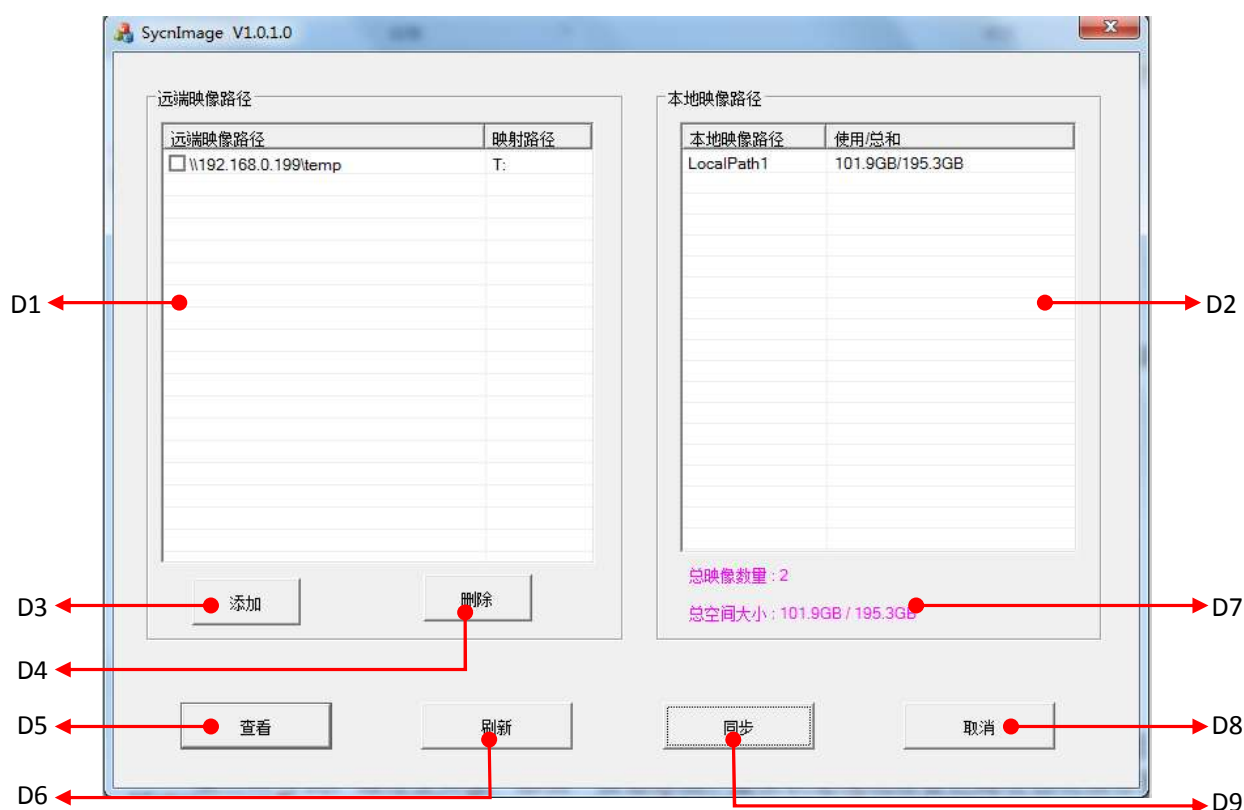 SycnImage V1.0.1.0
远端映像路径
本地映像路径
远端映像路径 映射路径
本地映像路径 使用/总和
\\192.168.0.199\temp T:
LocalPath1 101.9GB/195.3GB
D1
D2
总映像数量 : 2
添加
删除
总空间大小 : 101.9GB / 195.3GB
D3
D7
D4
D5
查看
刷新
同步
取消
D8
D6
D9